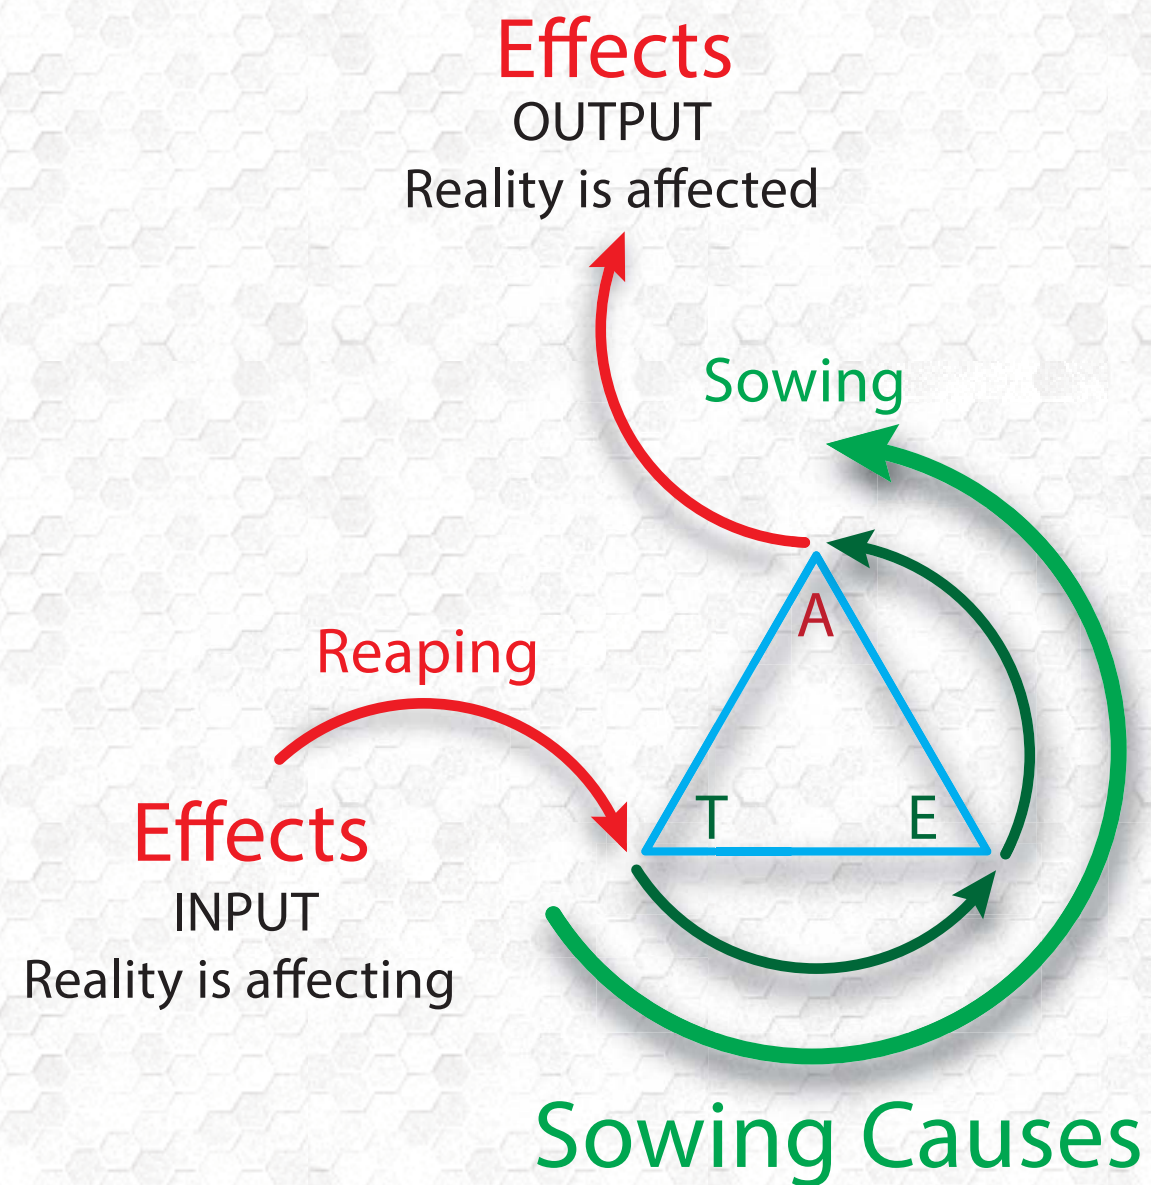 Effects
OUTPUT
Reality is affected
Sowing
A
Reaping
T E
Effects
INPUT
Reality is affecting
Sowing Causes